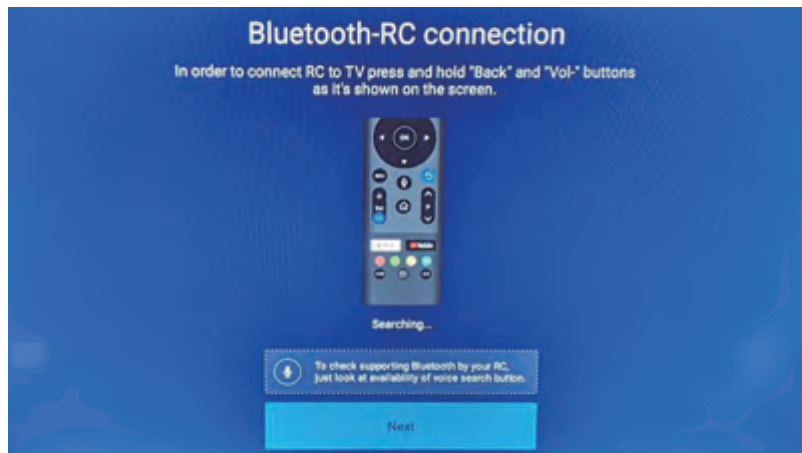 Bluetooth-RC connection
In order to connect RC to TV press and hold "Back" and "Vol-" buttons
as it's shown on the screen.
OK
P
YouTube
Searching...
To check supporting Bluetooth by your RC,
just look at availability of voice search button.
Next